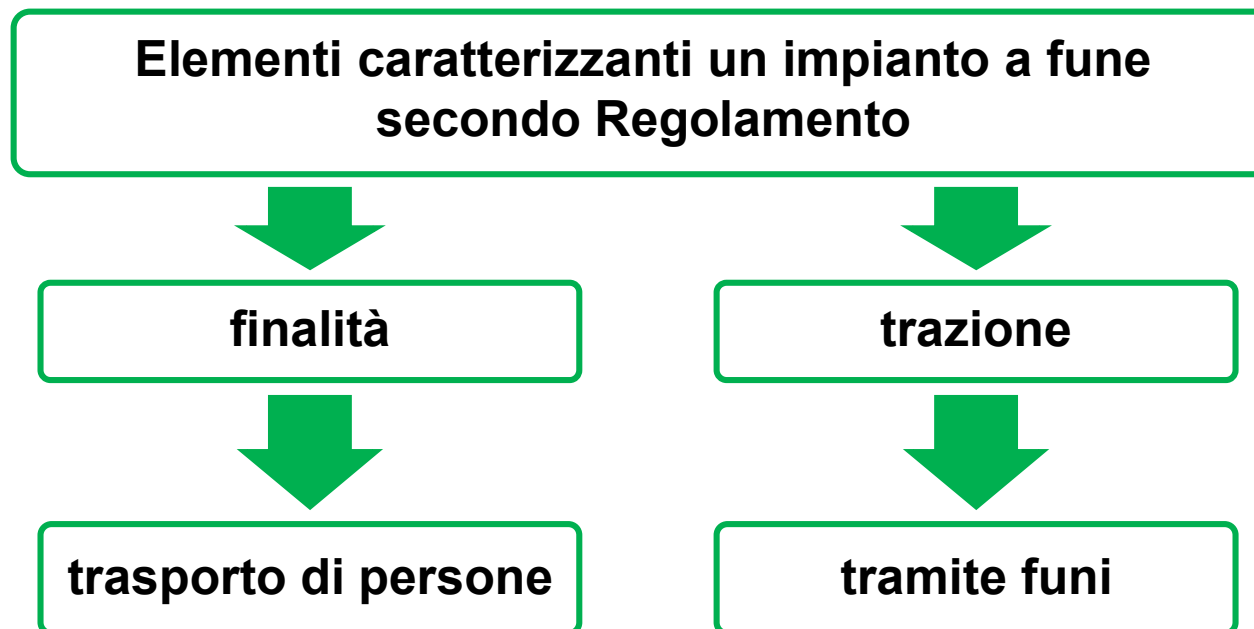 Elementi caratterizzanti un impianto a fune
secondo Regolamento
finalità
trazione
trasporto di persone
tramite funi